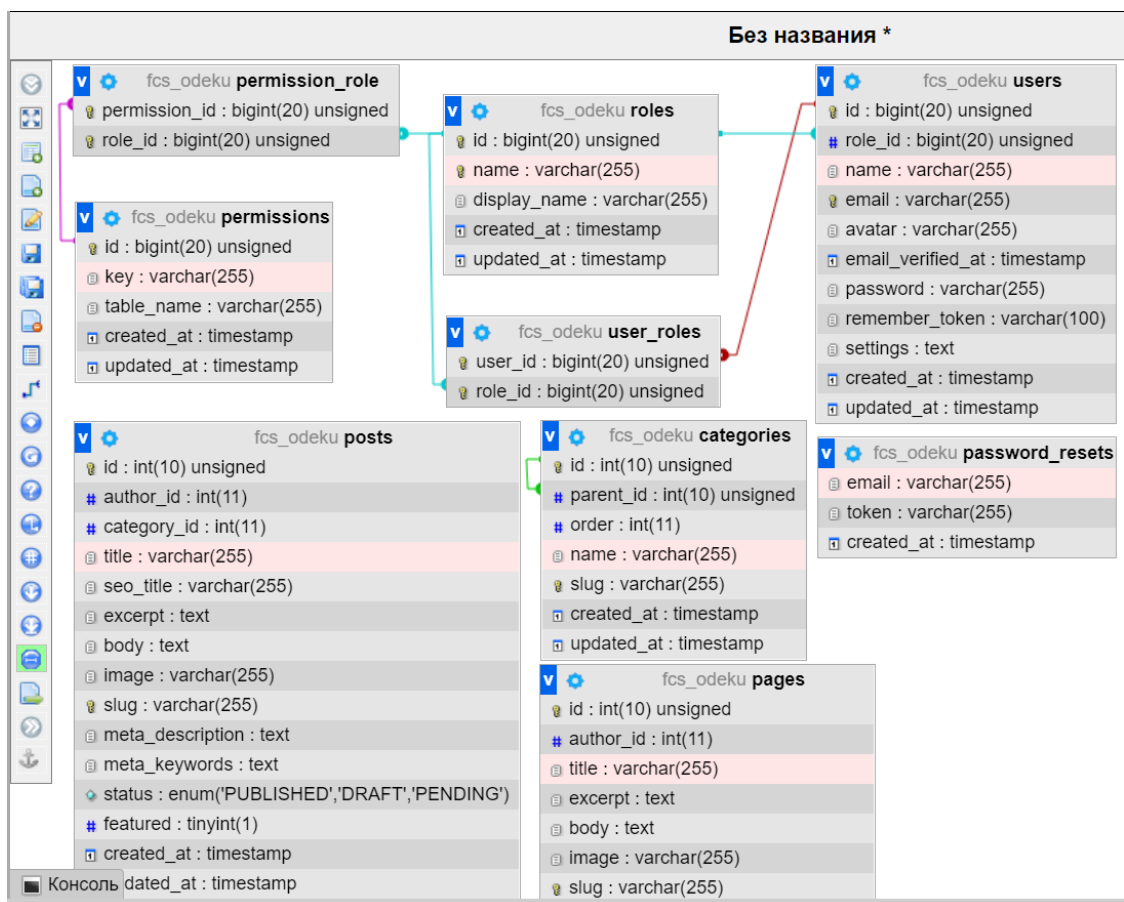 Без названия *
v fcs_odeku permission_role
permission_id : bigint(20) unsigned
role_id : bigint(20) unsigned
v fcs_odeku permissions
id : bigint(20) unsigned
key : varchar(255)
table_name : varchar(255)
created_at : timestamp
updated_at : timestamp
v fcs_odeku roles
id : bigint(20) unsigned
name : varchar(255)
display_name : varchar(255)
created_at : timestamp
updated_at : timestamp
v fcs_odeku user_roles
user_id : bigint(20) unsigned
role_id : bigint(20) unsigned
v fcs_odeku users
id : bigint(20) unsigned
# role_id : bigint(20) unsigned
name : varchar(255)
email : varchar(255)
avatar : varchar(255)
email_verified_at : timestamp
password : varchar(255)
remember_token : varchar(100)
settings : text
created_at : timestamp
updated_at : timestamp
v fcs_odeku posts
id : int(10) unsigned
# author_id : int(11)
# category_id : int(11)
title : varchar(255)
seo_title : varchar(255)
excerpt : text
body : text
image : varchar(255)
slug : varchar(255)
meta_description : text
meta_keywords : text
status : enum('PUBLISHED','DRAFT','PENDING')
# featured : tinyint(1)
created_at : timestamp
dated_at : timestamp
Консоль
v fcs_odeku categories
id : int(10) unsigned
# parent_id : int(10) unsigned
# order : int(11)
name : varchar(255)
slug : varchar(255)
created_at : timestamp
updated_at : timestamp
v fcs_odeku password_resets
email : varchar(255)
token : varchar(255)
created_at : timestamp
v fcs_odeku pages
id : int(10) unsigned
# author_id : int(11)
title : varchar(255)
excerpt : text
body : text
image : varchar(255)
slug : varchar(255)